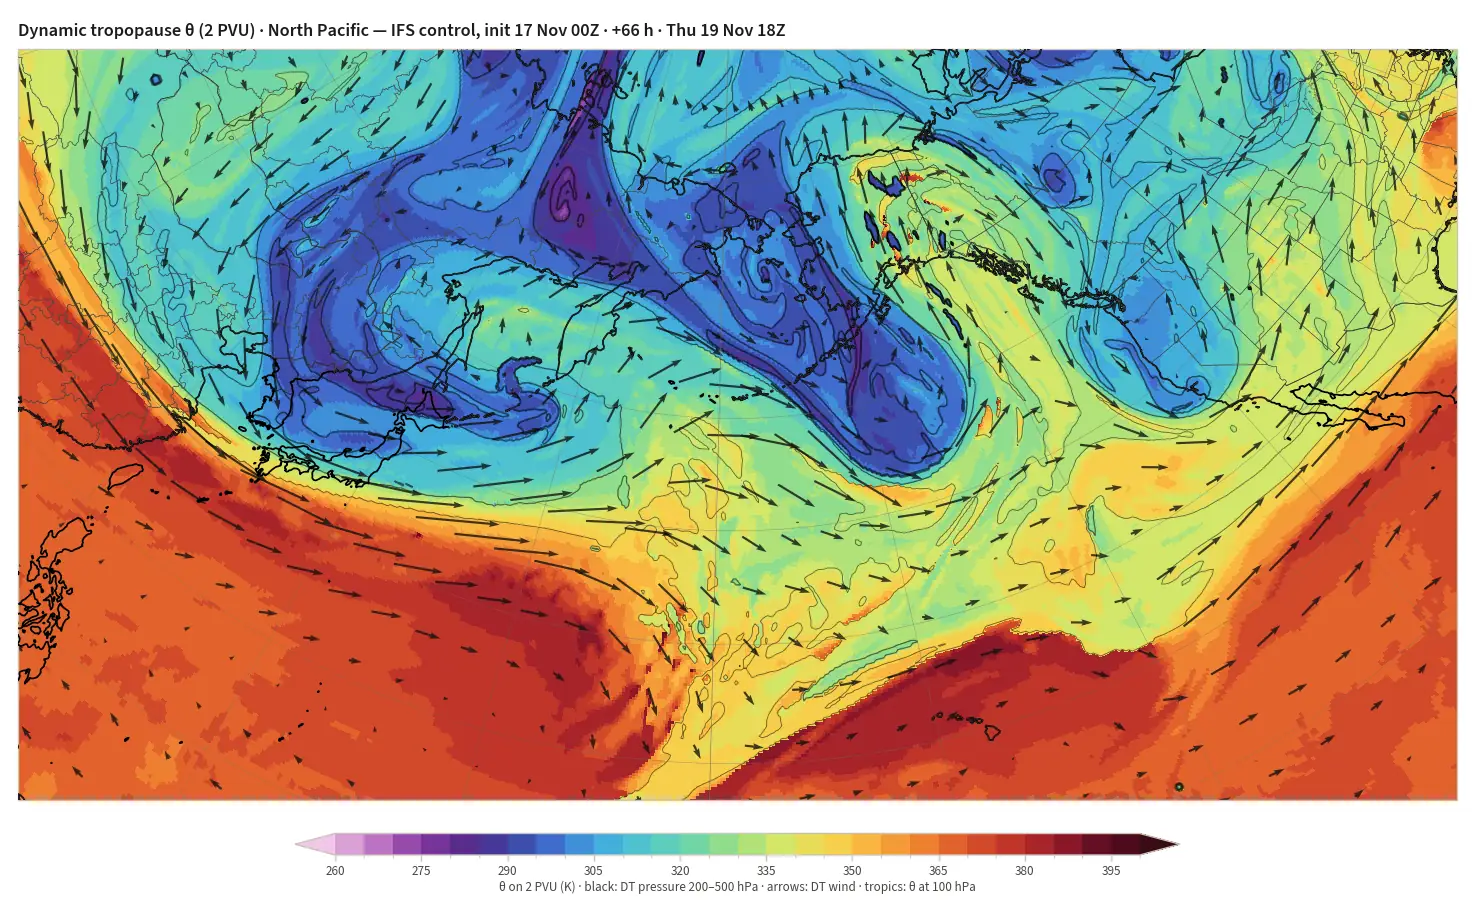 Dynamic tropopause θ (2 PVU) · North Pacific — IFS control, init 17 Nov 00Z · +66 h · Thu 19 Nov 18Z
260 275 290 305 320 335 350 365 380 395
θ on 2 PVU (K) · black: DT pressure 200–500 hPa · arrows: DT wind · tropics: θ at 100 hPa